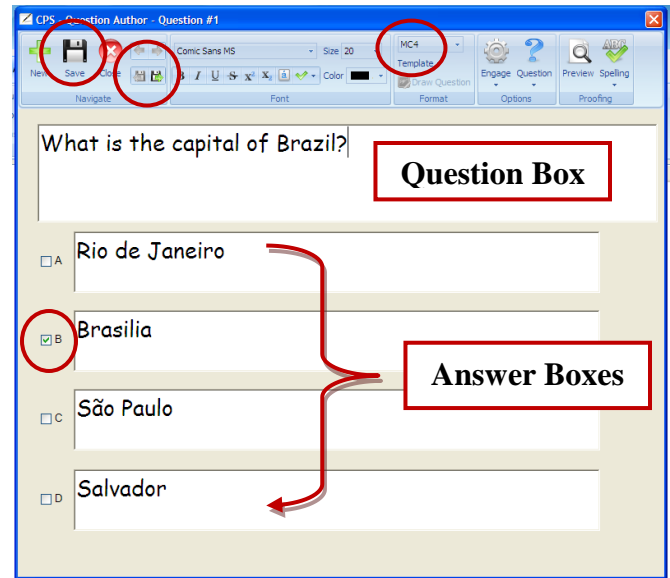 CPS - Question Author - Question #1
New Save Close
Comic Sans MS Size 20
B I U S x² X₂ Color
MC4
Template
Draw Question
Engage Question
Preview Spelling
Navigate Font Format Options Proofing
What is the capital of Brazil?
Question Box
A Rio de Janeiro
B Brasilia
Answer Boxes
C São Paulo
D Salvador